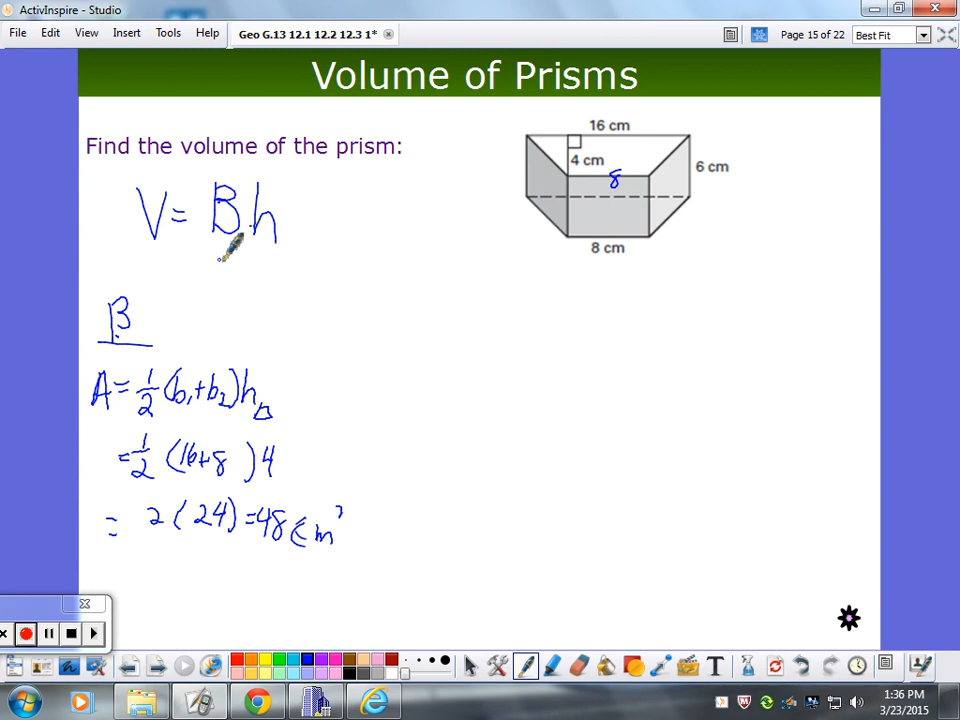 ActivInspire - Studio
File Edit View Insert Tools Help
Geo G.13 12.1 12.2 12.3 1*
Page 15 of 22
Best Fit
Volume of Prisms
Find the volume of the prism:
16 cm
4 cm
8
6 cm
8 cm
V = Bh
B
A = 1/2 (b₁+b₂)h
= 1/2 (16+8) 4
= 2 (24) = 48 cm²
T
1:36 PM
3/23/2015